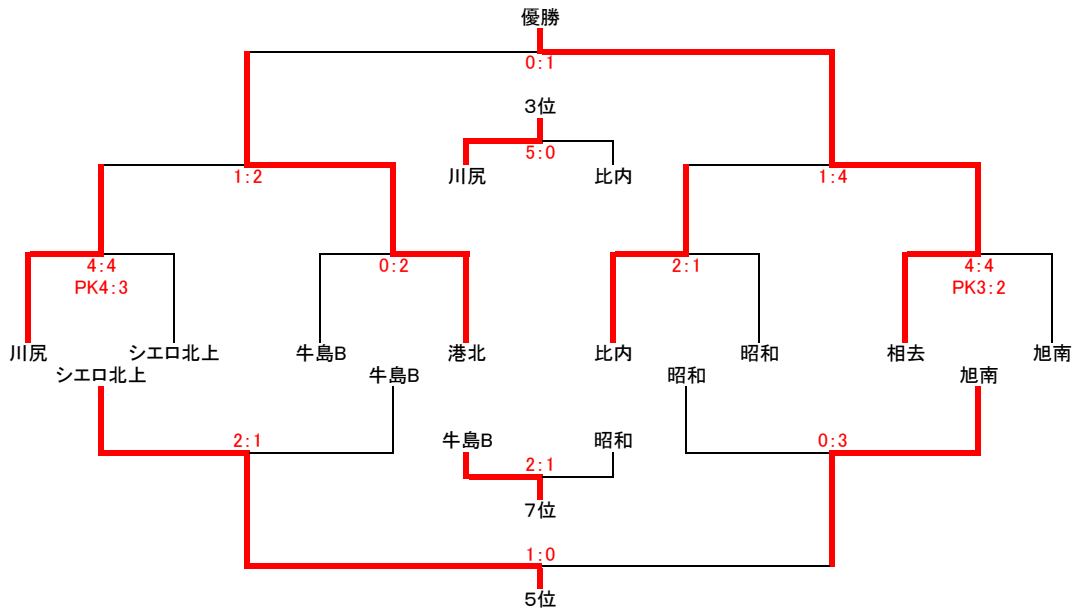 優勝
0:1
3位
5:0
川尻 比内
1:2 1:4
4:4 0:2 2:1 4:4
PK4:3 PK3:2
川尻 シエロ北上 牛島B 港北 比内 昭和 相去 旭南
シエロ北上 牛島B 昭和 旭南
2:1 牛島B 昭和 0:3
2:1
7位
1:0
5位